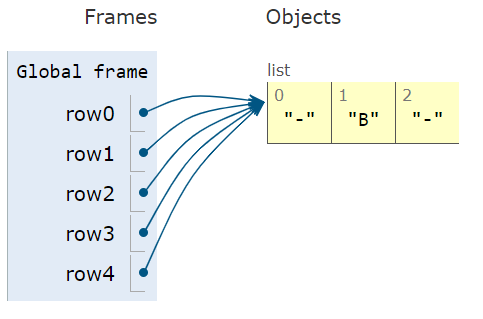 Frames Objects
Global frame
list
0 1 2
"-" "B" "-"
row0
row1
row2
row3
row4